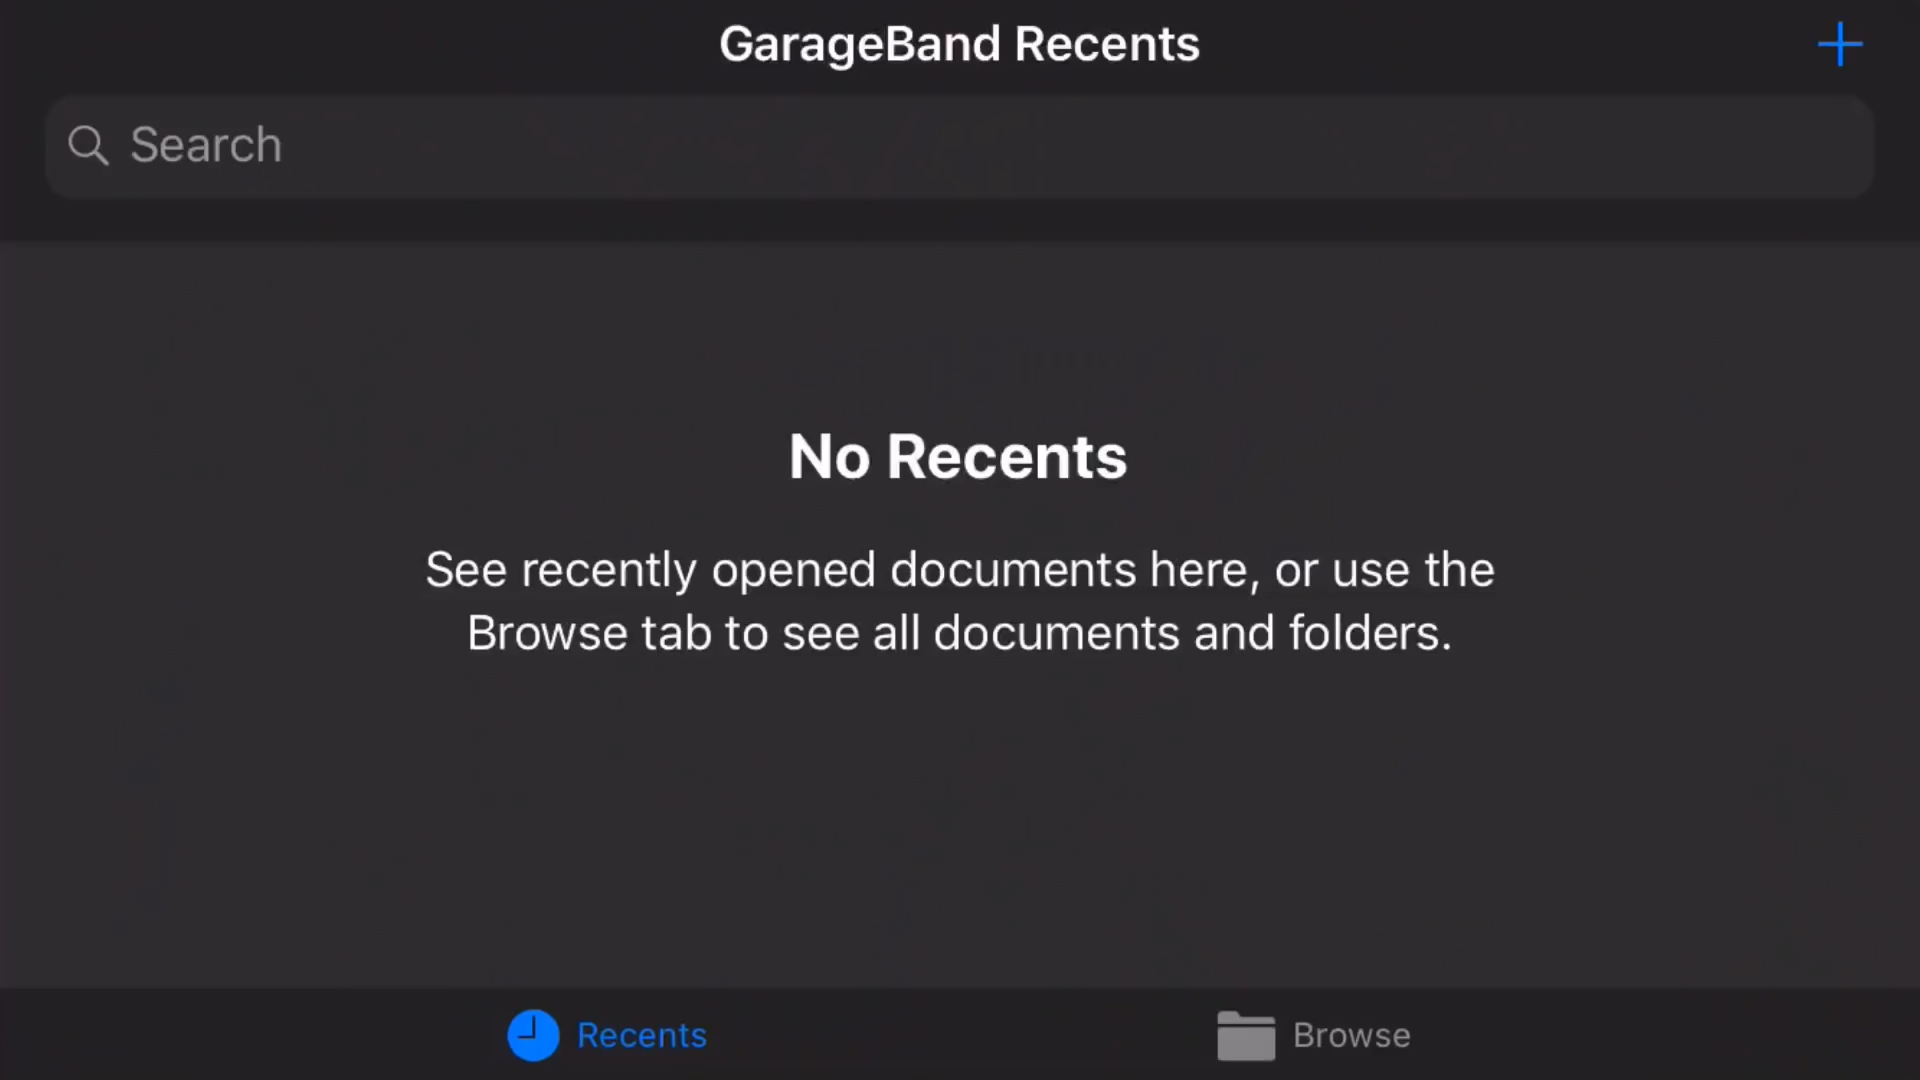 GarageBand Recents
Search
No Recents
See recently opened documents here, or use the
Browse tab to see all documents and folders.
Recents
Browse